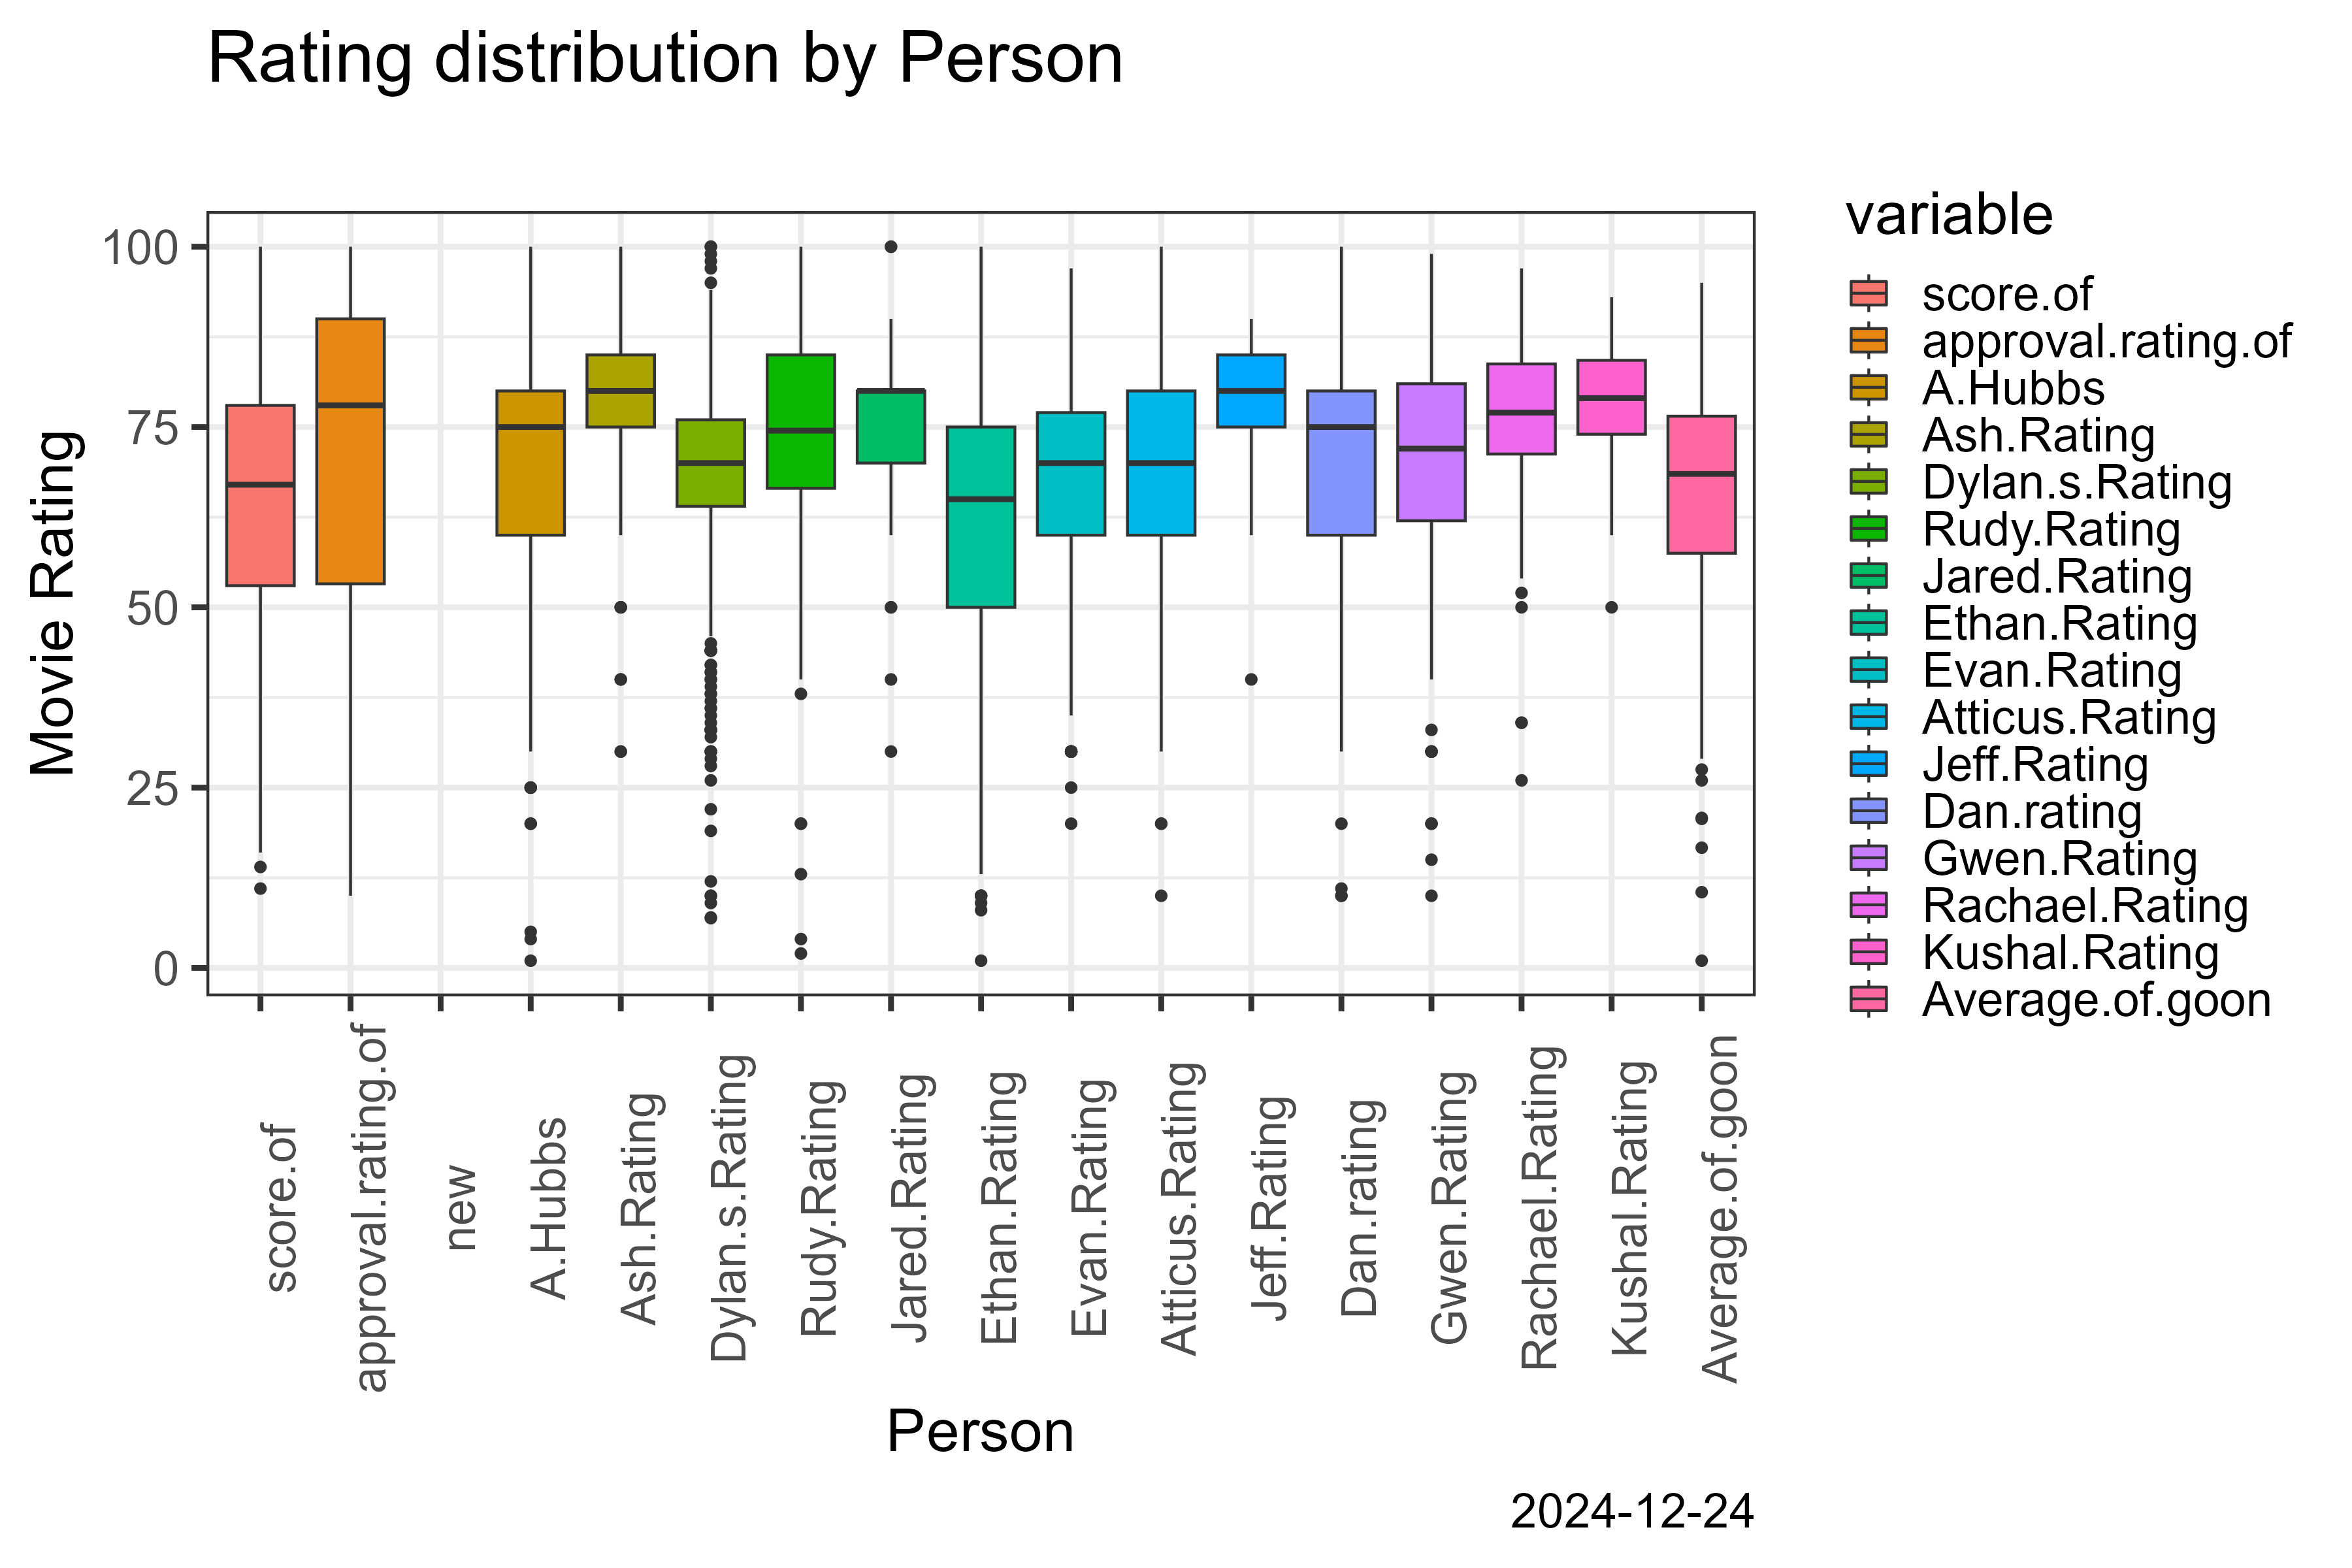 Rating distribution by Person
Movie Rating
100
75
50
25
0
score.of
approval.rating.of
new
A.Hubbs
Ash.Rating
Dylan.s.Rating
Rudy.Rating
Jared.Rating
Ethan.Rating
Evan.Rating
Atticus.Rating
Jeff.Rating
Dan.rating
Gwen.Rating
Rachael.Rating
Kushal.Rating
Average.of.goon
Person
variable
score.of
approval.rating.of
A.Hubbs
Ash.Rating
Dylan.s.Rating
Rudy.Rating
Jared.Rating
Ethan.Rating
Evan.Rating
Atticus.Rating
Jeff.Rating
Dan.rating
Gwen.Rating
Rachael.Rating
Kushal.Rating
Average.of.goon
2024-12-24